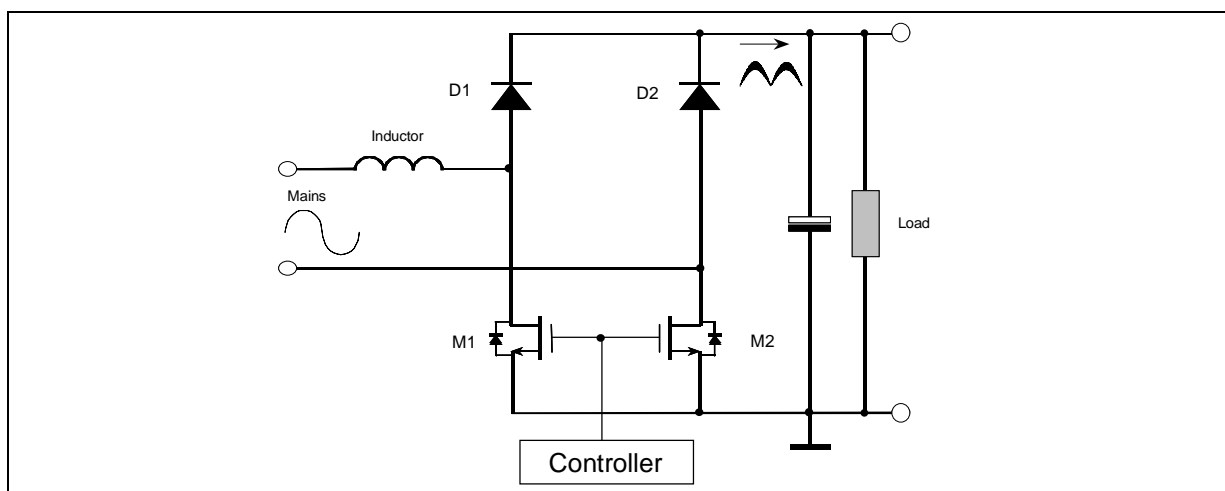 D1
D2
Inductor
Mains
Load
M1
M2
Controller